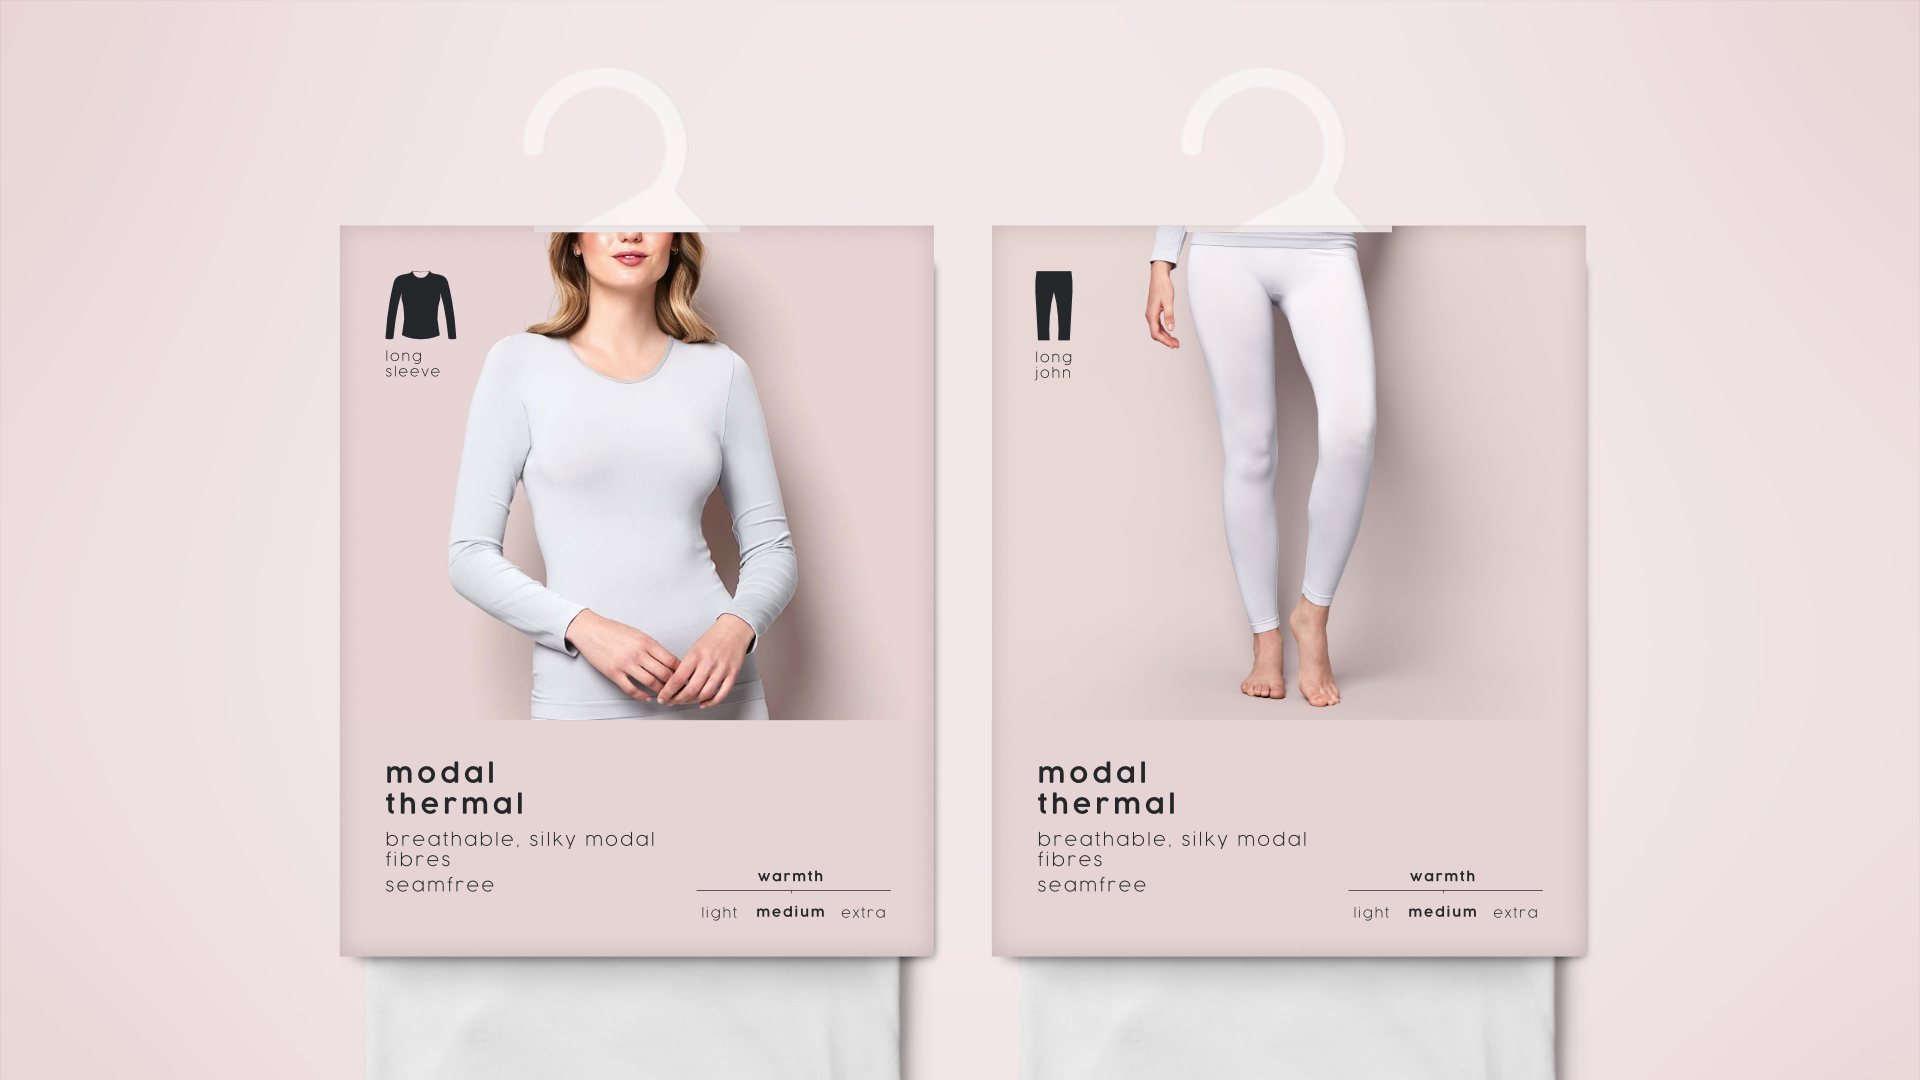 long
sleeve
modal
thermal
breathable, silky modal
fibres
seamfree
warmth
light medium extra
long
john
modal
thermal
breathable, silky modal
fibres
seamfree
warmth
light medium extra